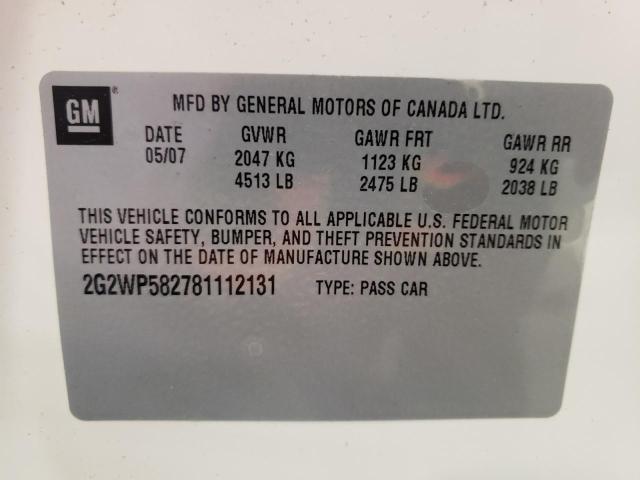 GM® MFD BY GENERAL MOTORS OF CANADA LTD.
DATE GVWR GAWR FRT GAWR RR
05/07 2047 KG 1123 KG 924 KG
4513 LB 2475 LB 2038 LB
THIS VEHICLE CONFORMS TO ALL APPLICABLE U.S. FEDERAL MOTOR
VEHICLE SAFETY, BUMPER, AND THEFT PREVENTION STANDARDS IN
EFFECT ON THE DATE OF MANUFACTURE SHOWN ABOVE.
2G2WP582781112131 TYPE: PASS CAR